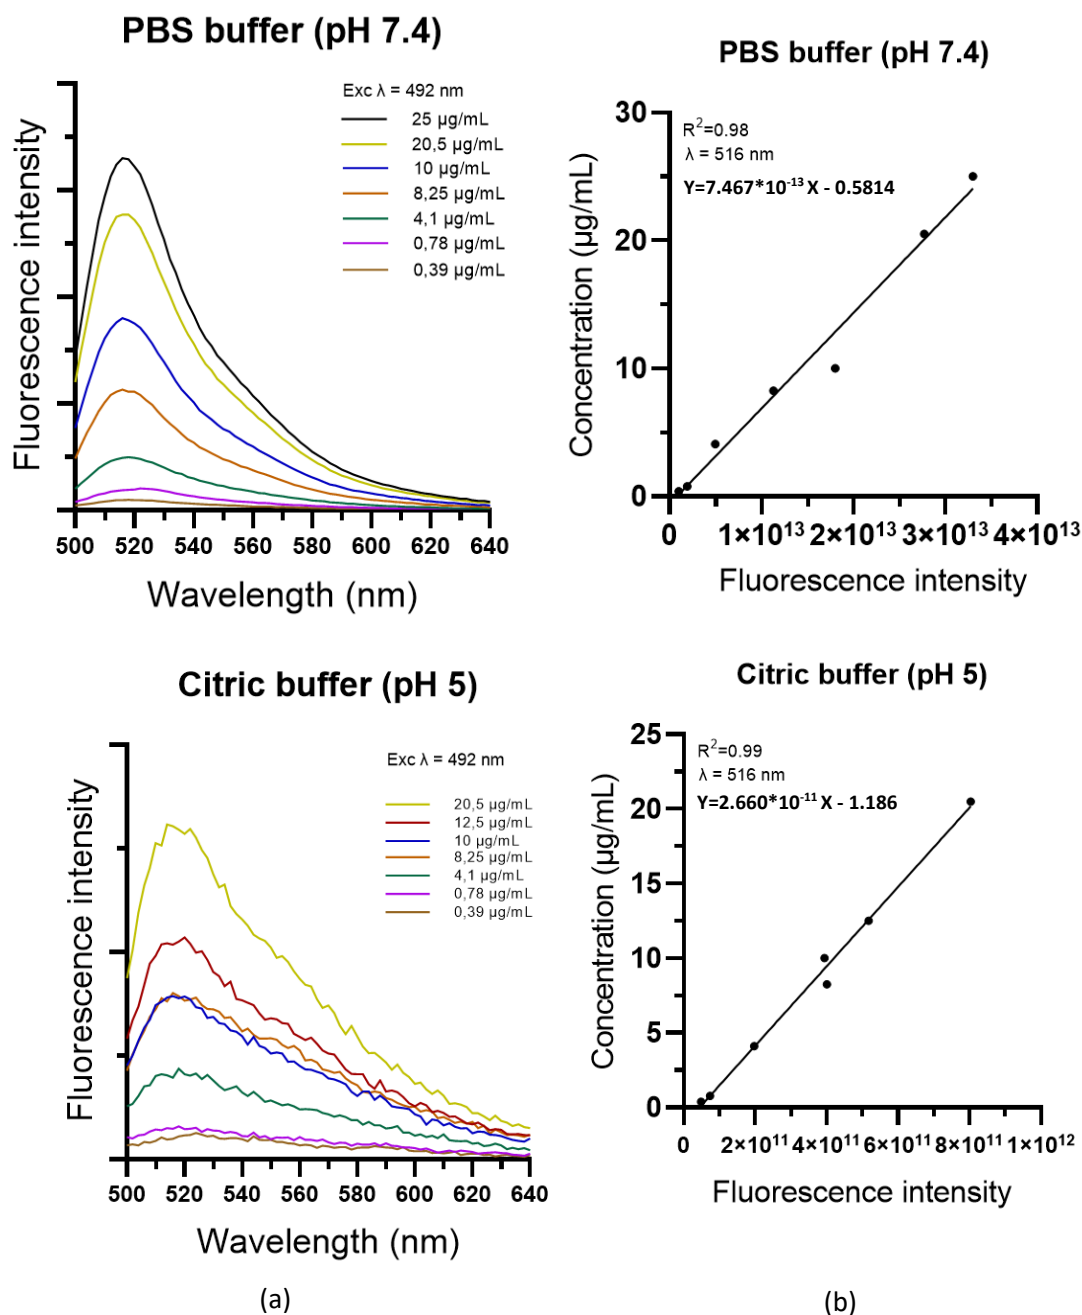 PBS buffer (pH 7.4)
Fluorescence intensity
Exc λ = 492 nm
25 µg/mL
20,5 µg/mL
10 µg/mL
8,25 µg/mL
4,1 µg/mL
0,78 µg/mL
0,39 µg/mL
500 520 540 560 580 600 620 640
Wavelength (nm)
PBS buffer (pH 7.4)
Concentration (µg/mL)
30
20
10
0
R²=0.98
λ = 516 nm
Y=7.467*10⁻¹³ X - 0.5814
0 1×10¹³ 2×10¹³ 3×10¹³ 4×10¹³
Fluorescence intensity
Citric buffer (pH 5)
Fluorescence intensity
Exc λ = 492 nm
20,5 µg/mL
12,5 µg/mL
10 µg/mL
8,25 µg/mL
4,1 µg/mL
0,78 µg/mL
0,39 µg/mL
500 520 540 560 580 600 620 640
Wavelength (nm)
(a)
Citric buffer (pH 5)
Concentration (µg/mL)
25
20
15
10
5
0
R²=0.99
λ = 516 nm
Y=2.660*10⁻¹¹ X - 1.186
0 2×10¹¹ 4×10¹¹ 6×10¹¹ 8×10¹¹ 1×10¹²
Fluorescence intensity
(b)